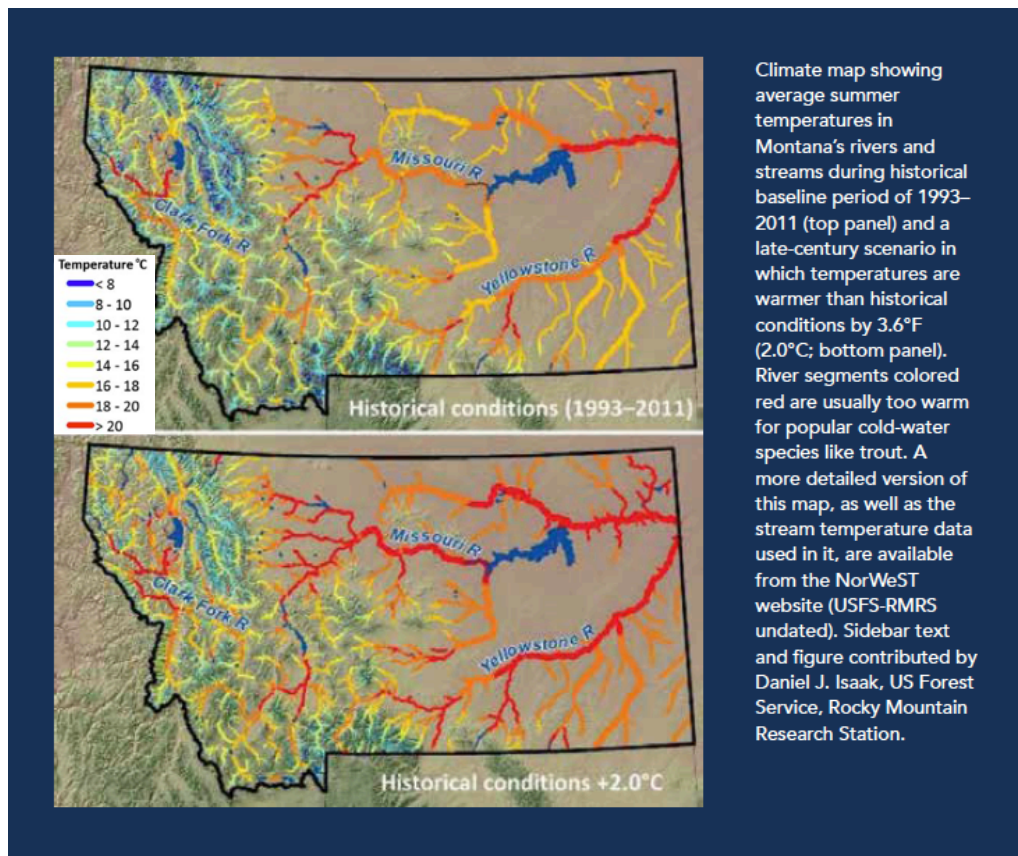 Climate map showing
average summer
temperatures in
Montana’s rivers and
streams during historical
baseline period of 1993–
2011 (top panel) and a
late-century scenario in
which temperatures are
warmer than historical
conditions by 3.6°F
(2.0°C; bottom panel).
River segments colored
red are usually too warm
for popular cold-water
species like trout. A
more detailed version of
this map, as well as the
stream temperature data
used in it, are available
from the NorWeST
website (USFS-RMRS
undated). Sidebar text
and figure contributed by
Daniel J. Isaak, US Forest
Service, Rocky Mountain
Research Station.
Missouri R
Clark Fork R
Yellowstone R
Temperature °C
< 8
8 - 10
10 - 12
12 - 14
14 - 16
16 - 18
18 - 20
> 20
Historical conditions (1993–2011)
Missouri R
Clark Fork R
Yellowstone R
Historical conditions +2.0°C